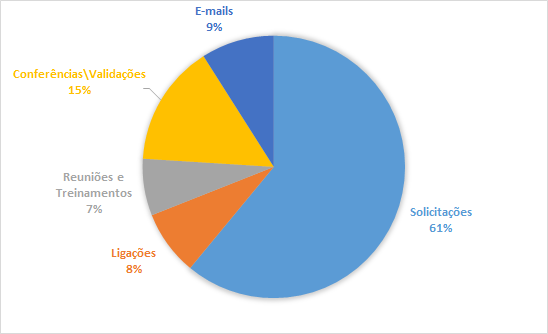 E-mails
9%
Conferências\Validações
15%
Reuniões e
Treinamentos
7%
Ligações
8%
Solicitações
61%